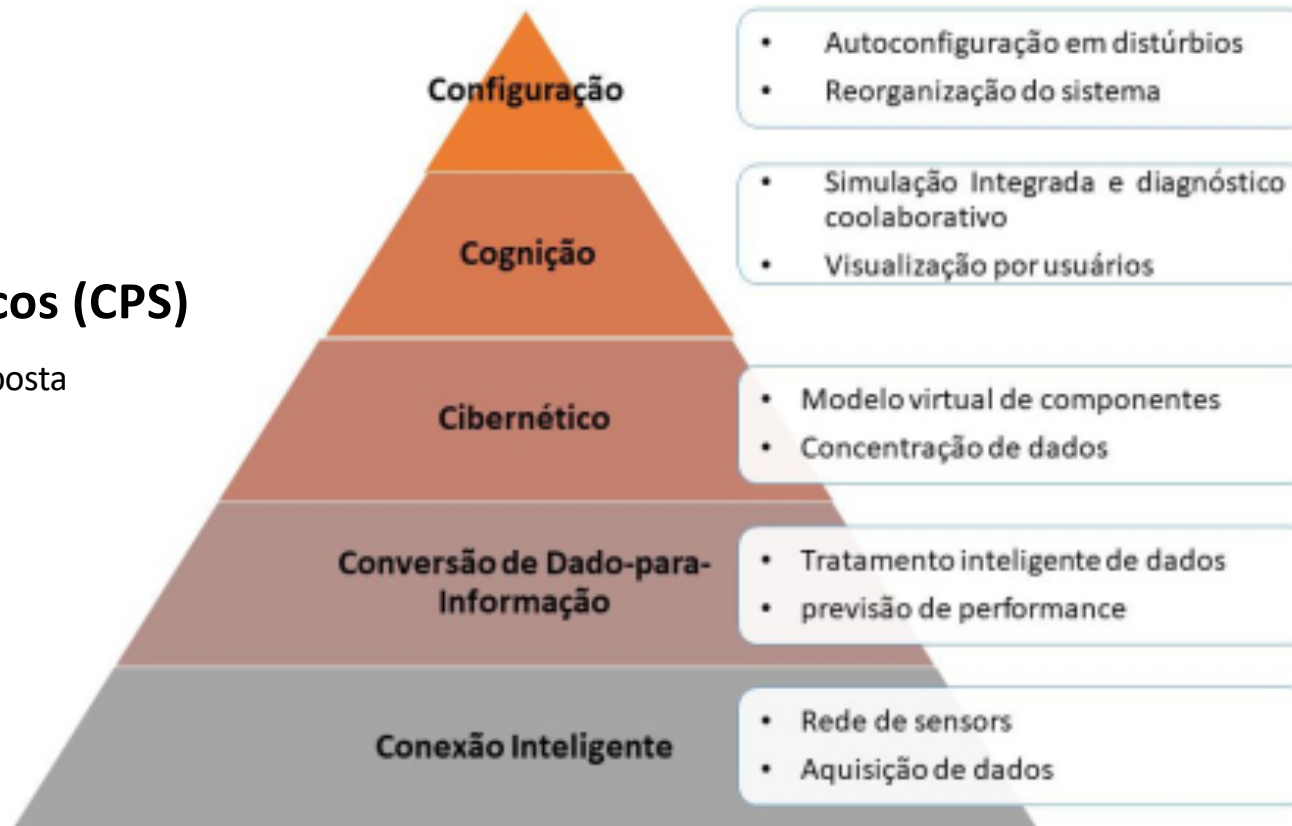 Configuração
• Autoconfiguração em distúrbios
• Reorganização do sistema
Cognição
• Simulação Integrada e diagnóstico
coolaborativo
• Visualização por usuários
cos (CPS)
posta
Cibernético
• Modelo virtual de componentes
• Concentração de dados
Conversão de Dado-para-
Informação
• Tratamento inteligente de dados
• previsão de performance
Conexão Inteligente
• Rede de sensors
• Aquisição de dados